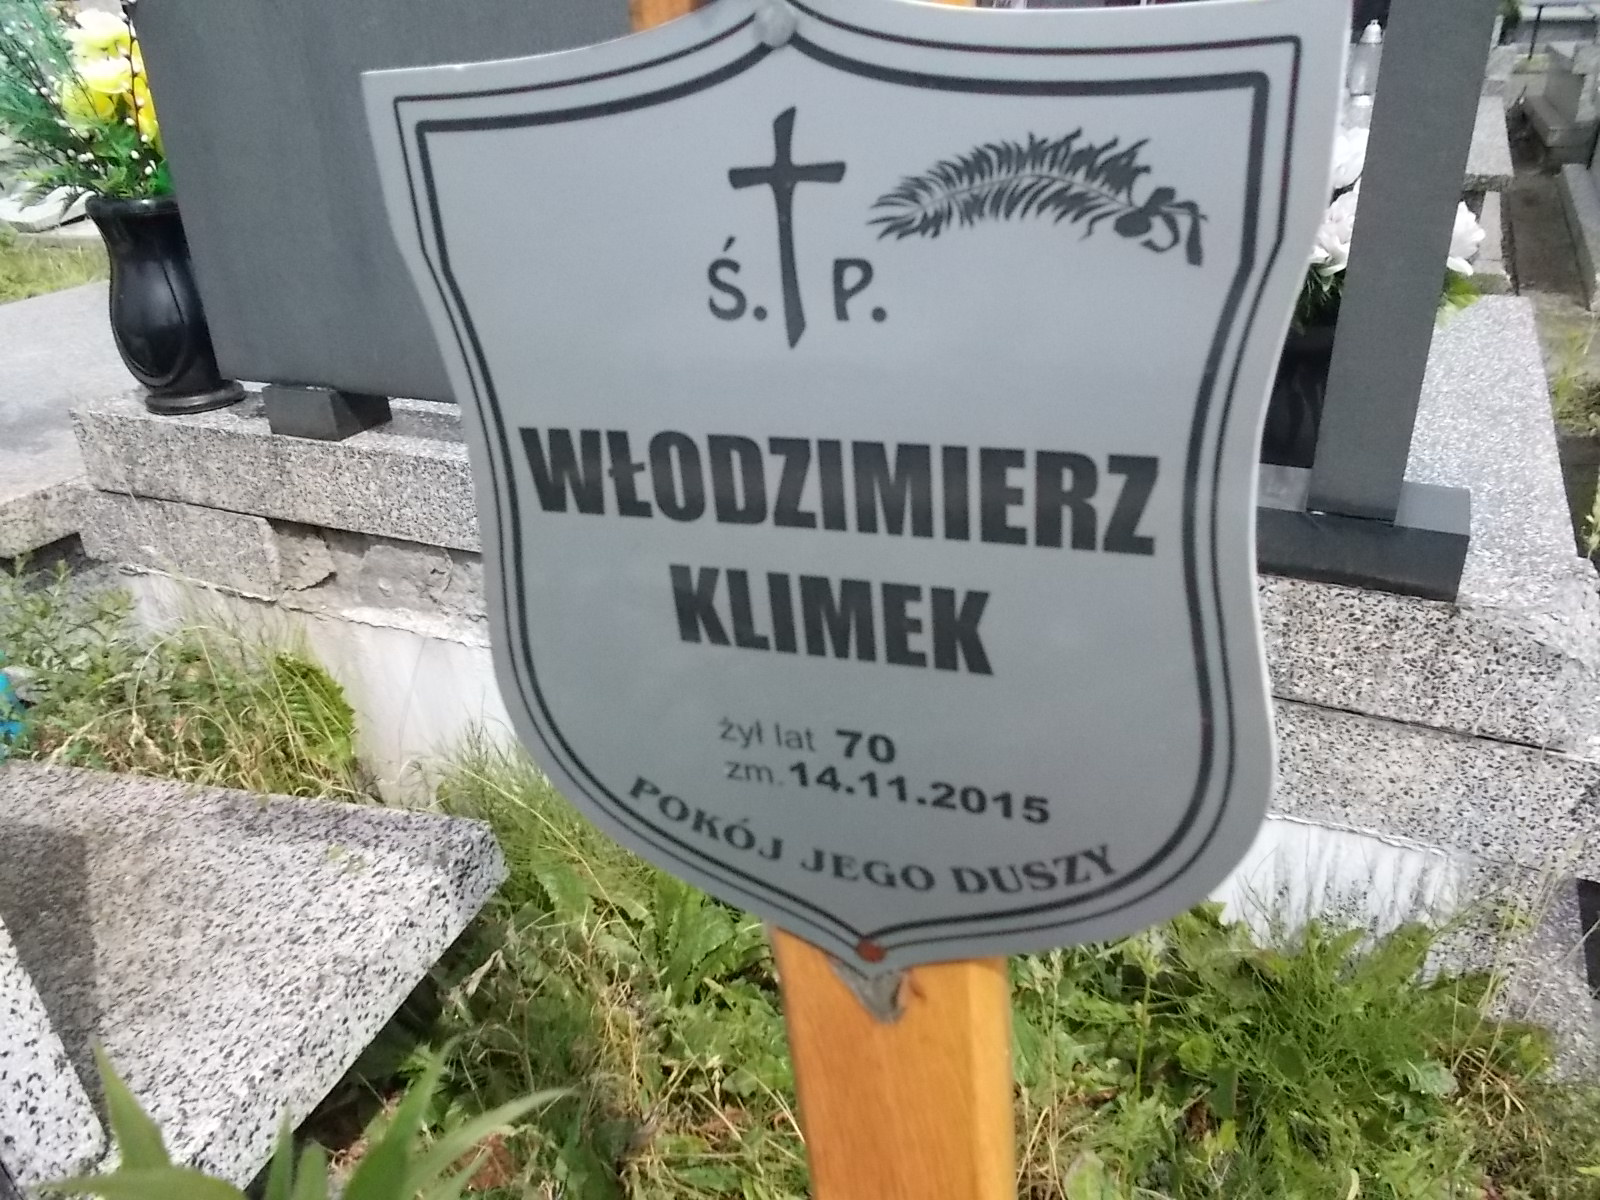 Ś. P.
WŁODZIMIERZ
KLIMEK
żył lat 70
zm. 14.11.2015
POKÓJ JEGO DUSZY